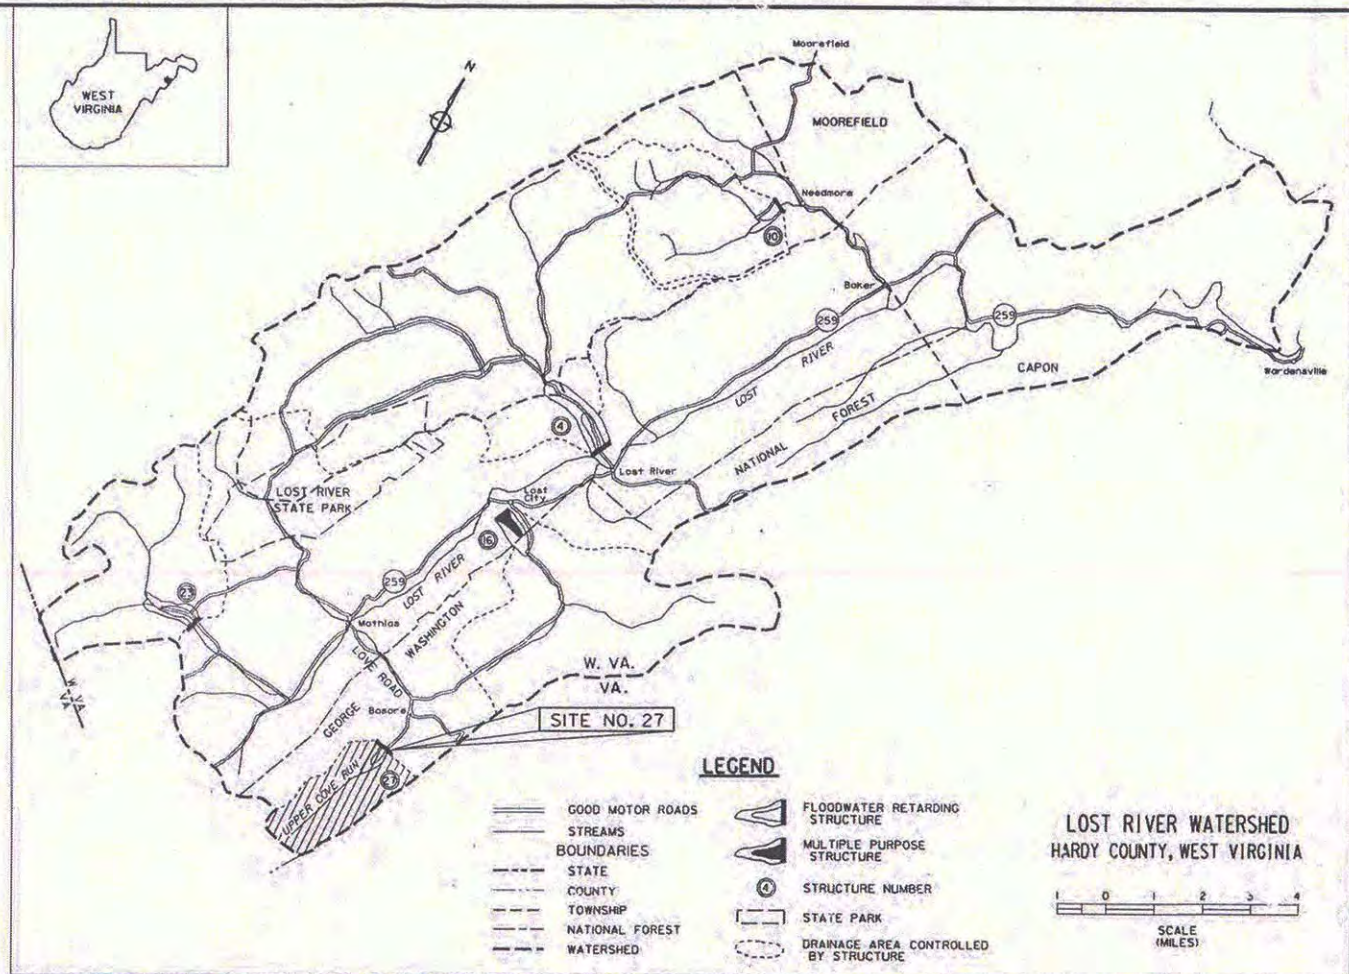 WEST
VIRGINIA
N
Moorefield
MOOREFIELD
Needmore
10
Baker
259
259
LOST RIVER
CAPON
Wardensville
NATIONAL FOREST
4
Lost River
LOST RIVER
STATE PARK
Lost
City
16
23
259
LOST RIVER
Mathias
WASHINGTON
LOVE ROAD
W. VA.
VA.
W. VA.
VA.
GEORGE
SITE NO. 27
UPPER COVE RUN
27
LEGEND
GOOD MOTOR ROADS
STREAMS
BOUNDARIES
STATE
COUNTY
TOWNSHIP
NATIONAL FOREST
WATERSHED
FLOODWATER RETARDING
STRUCTURE
MULTIPLE PURPOSE
STRUCTURE
4
STRUCTURE NUMBER
STATE PARK
DRAINAGE AREA CONTROLLED
BY STRUCTURE
LOST RIVER WATERSHED
HARDY COUNTY, WEST VIRGINIA
1 0 1 2 3 4
SCALE
(MILES)